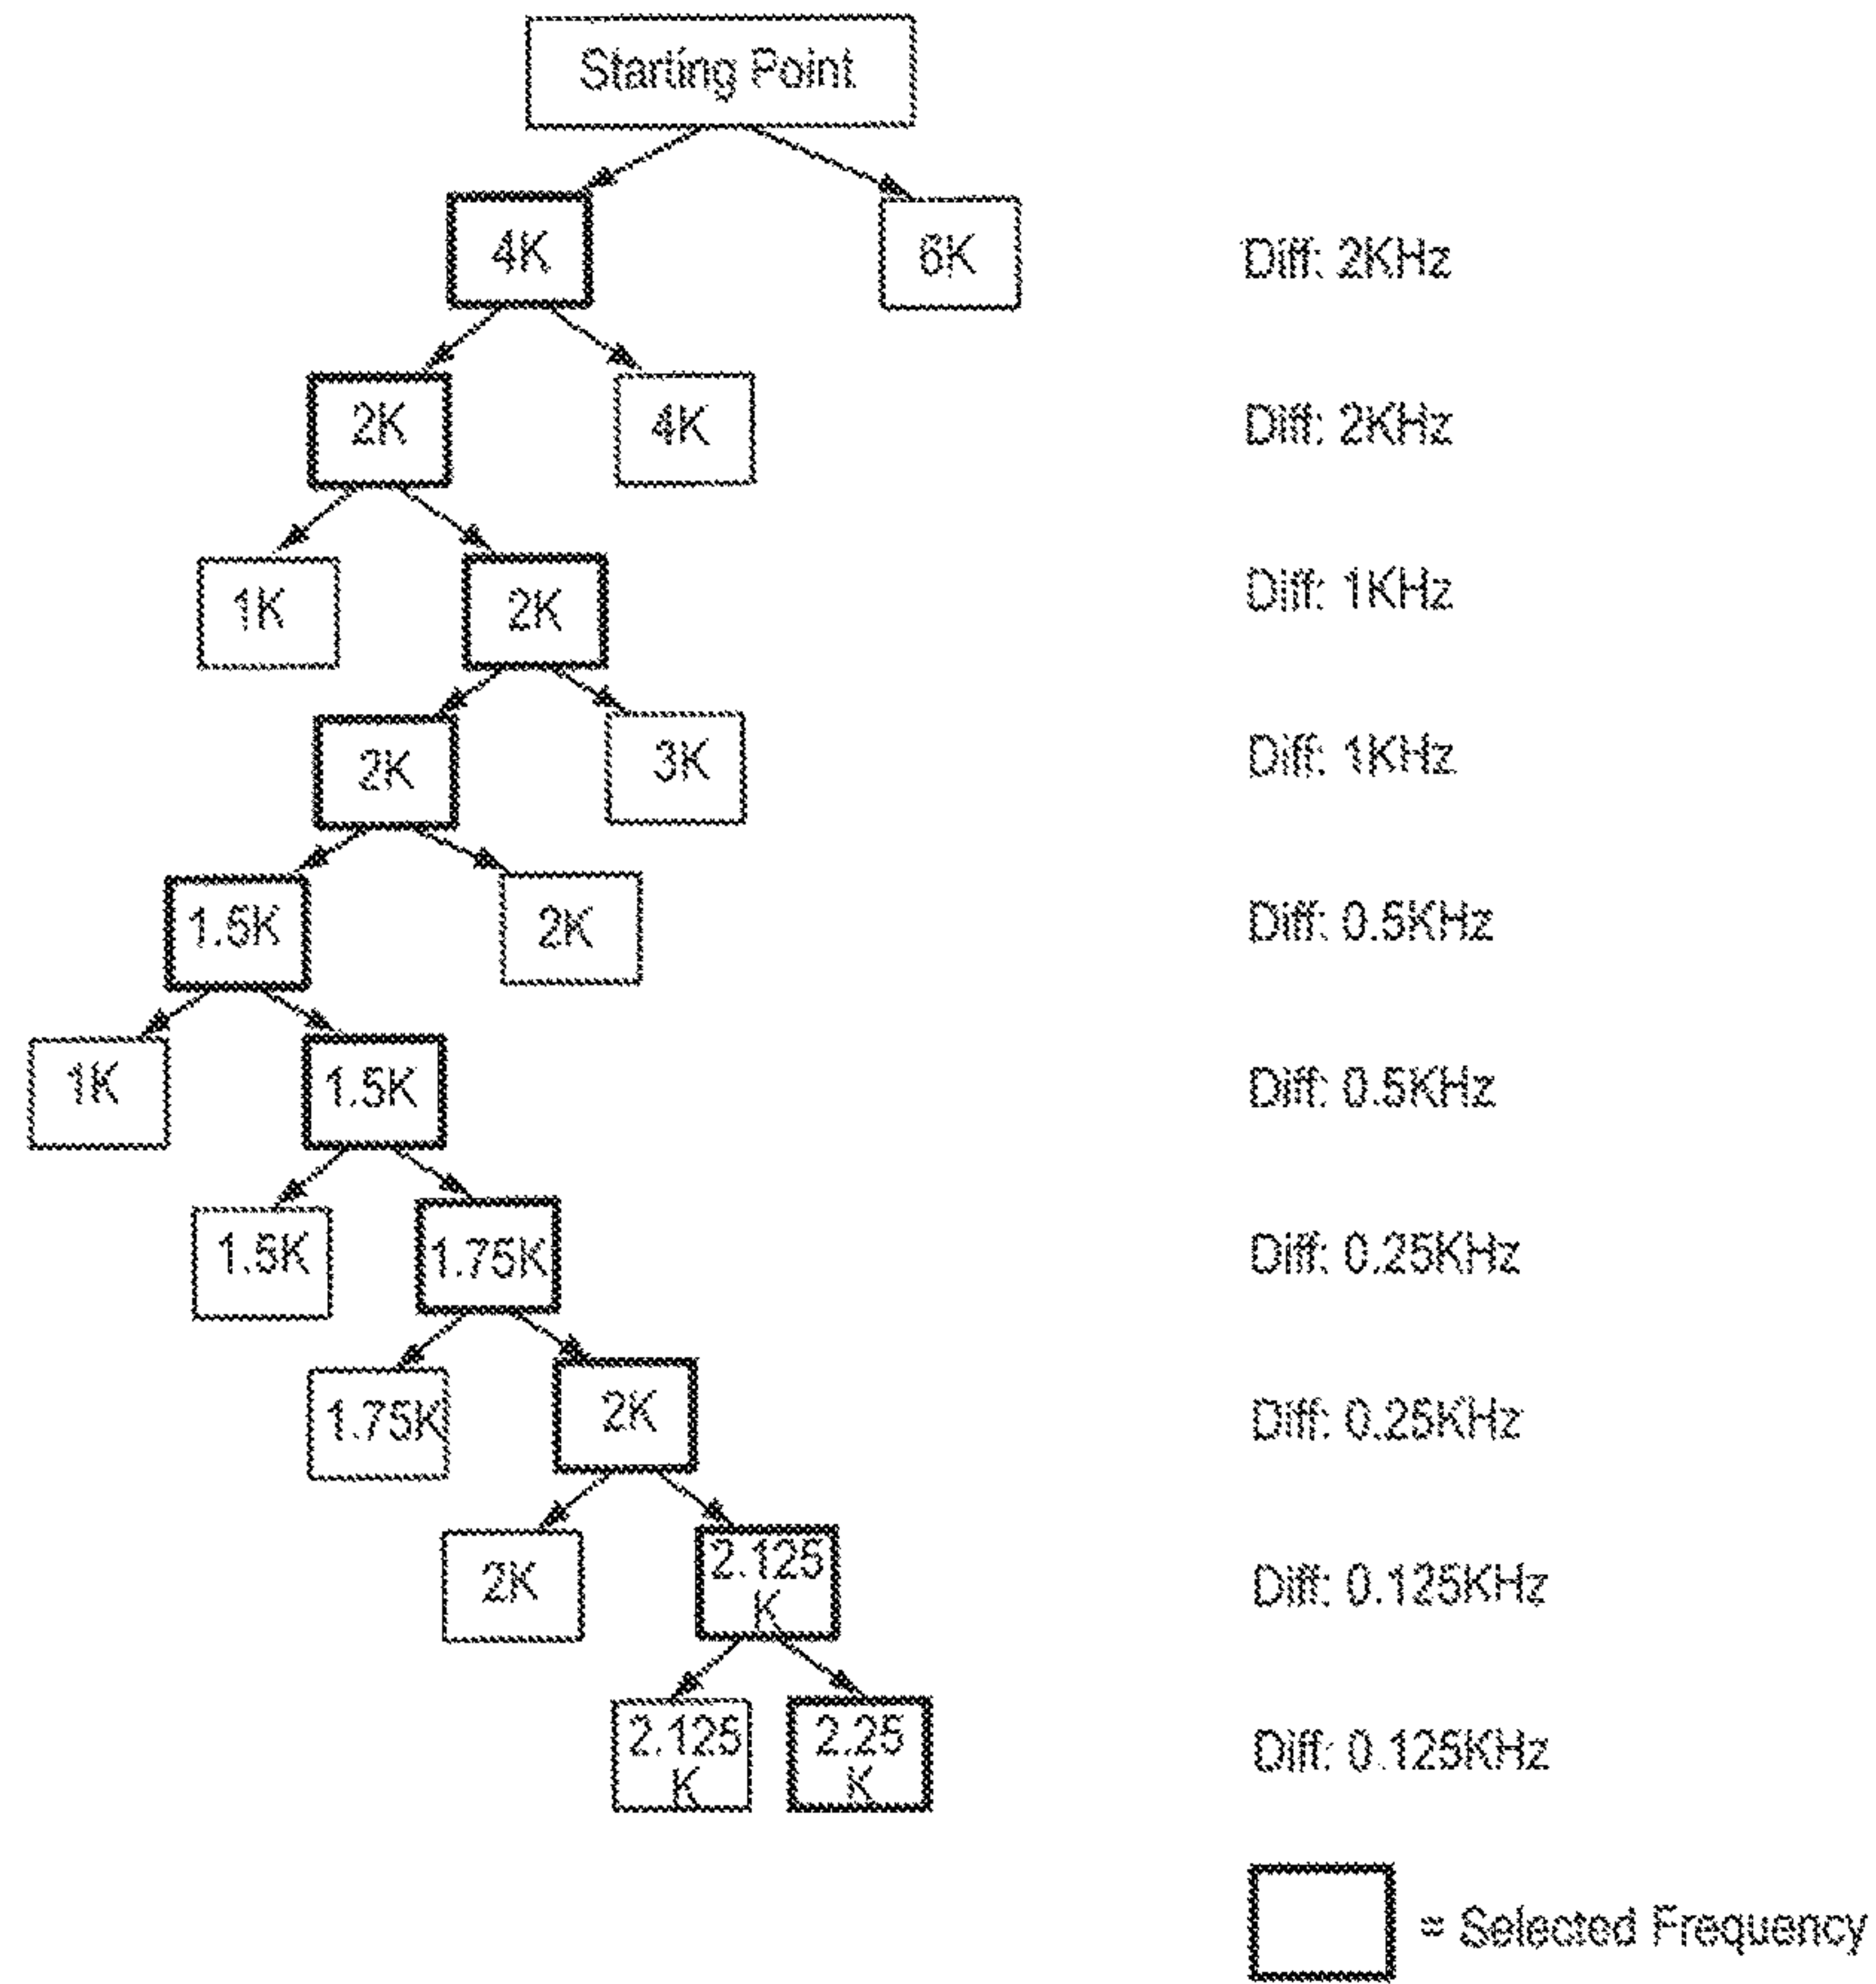 Starting Point
4K 6K Diff: 2KHz
2K 4K Diff: 2KHz
1K 2K Diff: 1KHz
2K 3K Diff: 1KHz
1.5K 2K Diff: 0.5KHz
1K 1.5K Diff: 0.5KHz
1.5K 1.75K Diff: 0.25KHz
1.75K 2K Diff: 0.25KHz
2K 2.125 K Diff: 0.125KHz
2.125 K 2.25 K Diff: 0.125KHz
= Selected Frequency